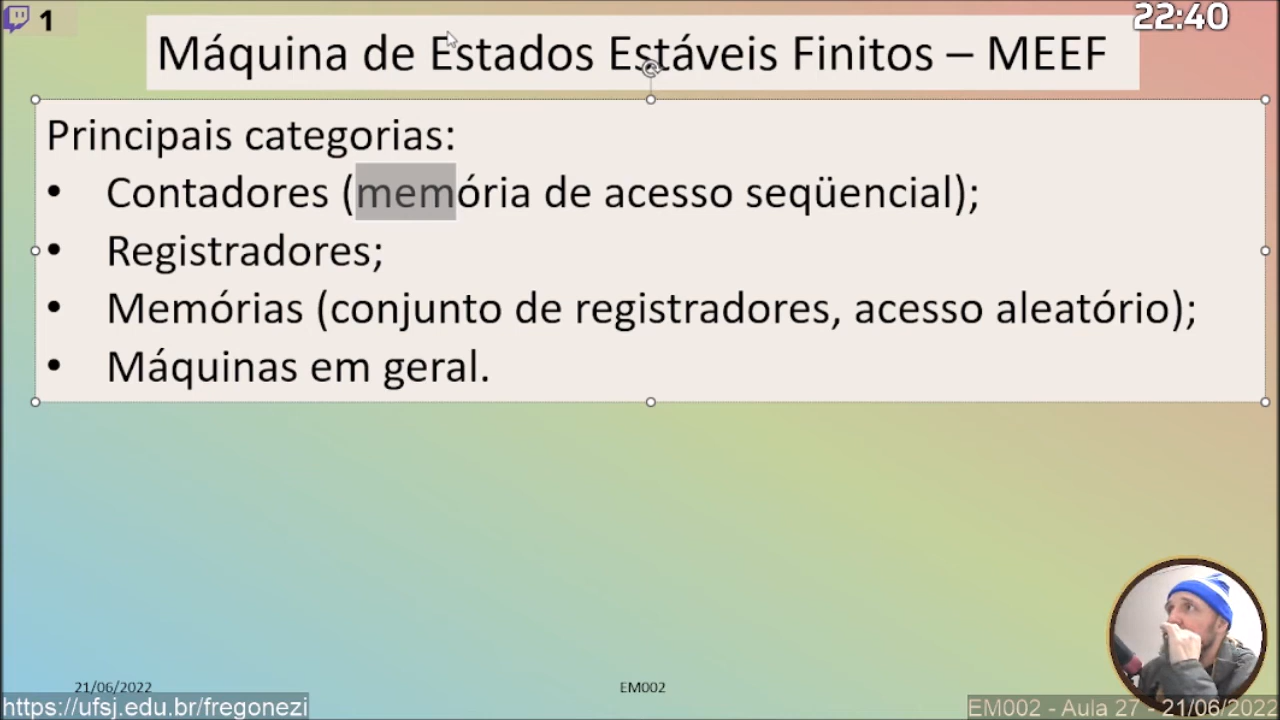 1
22:40
Máquina de Estados Estáveis Finitos – MEEF
Principais categorias:
• Contadores (memória de acesso seqüencial);
• Registradores;
• Memórias (conjunto de registradores, acesso aleatório);
• Máquinas em geral.
21/06/2022
EM002
https://ufsj.edu.br/fregonezi
EM002 - Aula 27 - 21/06/2022